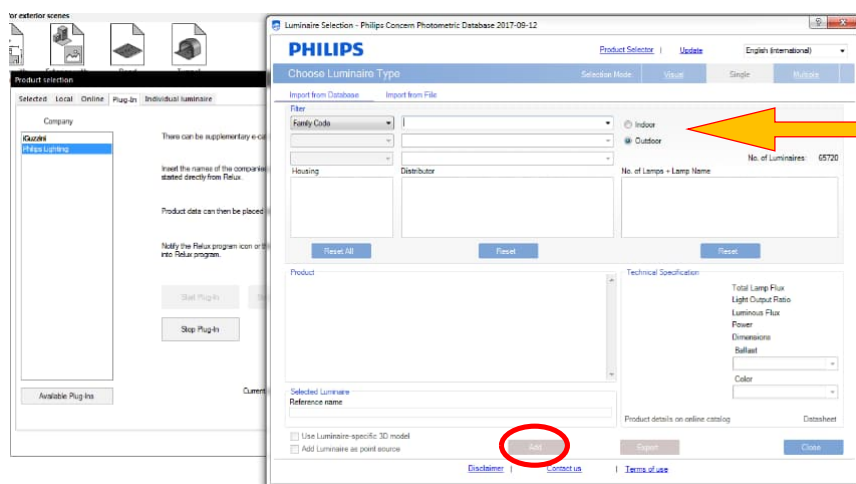 for exterior scenes
Product selection
Selected Local Online Plug-In Individual luminaire
Company
iGuzzini
Philips Lighting
There can be supplementary e-ca
Insert the names of the companie
started directly from Relux.
Product data can then be placed
Notify the Relux program icon or th
into Relux program.
Start Plug-In
Stop Plug-In
Available Plug-Ins
Current
Luminaire Selection - Philips Concern Photometric Database 2017-09-12
PHILIPS
Product Selector | Update English (international)
Choose Luminaire Type
Selection Mode: Visual Single Multiple
Import from Database Import from File
Filter
Family Code
Indoor
Outdoor
No. of Luminaires: 65720
Housing Distributor No. of Lamps + Lamp Name
Reset All Reset Reset
Product
Technical Specification
Total Lamp Flux
Light Output Ratio
Luminous Flux
Power
Dimensions
Ballast
Color
Selected Luminaire
Reference name
Product details on online catalog Datasheet
Use Luminaire-specific 3D model
Add Luminaire as point source
Add Export Close
Disclaimer | Contact us | Terms of use